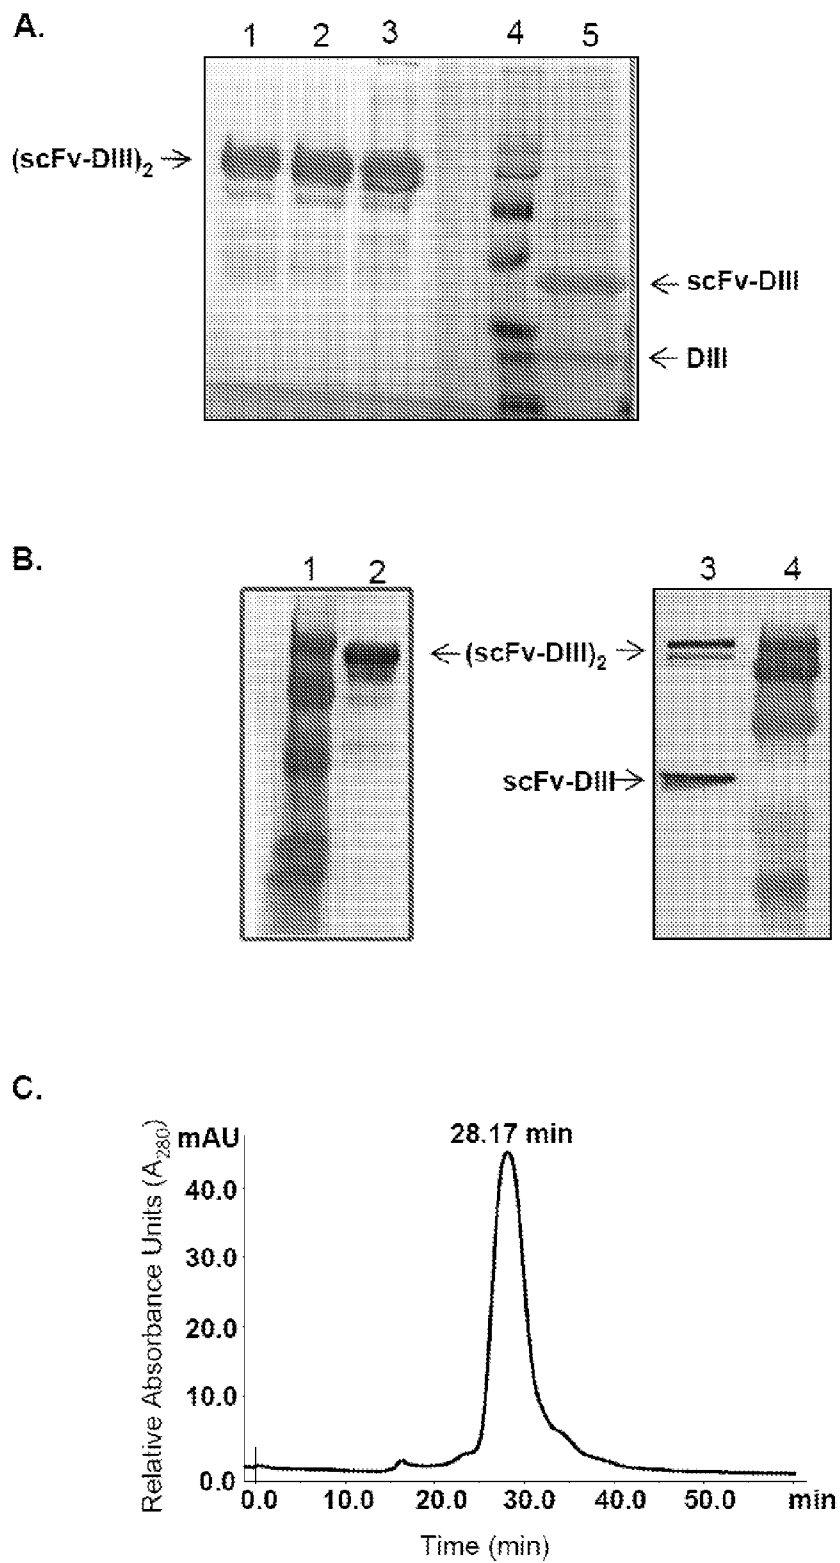 A.
1 2 3 4 5
(scFv-DIII)2
scFv-DIII
DIII
B.
1 2 3 4
(scFv-DIII)2
scFv-DIII
C.
mAU
28.17 min
40.0
30.0
20.0
10.0
0.0
Relative Absorbance Units (A280)
0.0 10.0 20.0 30.0 40.0 50.0 min
Time (min)